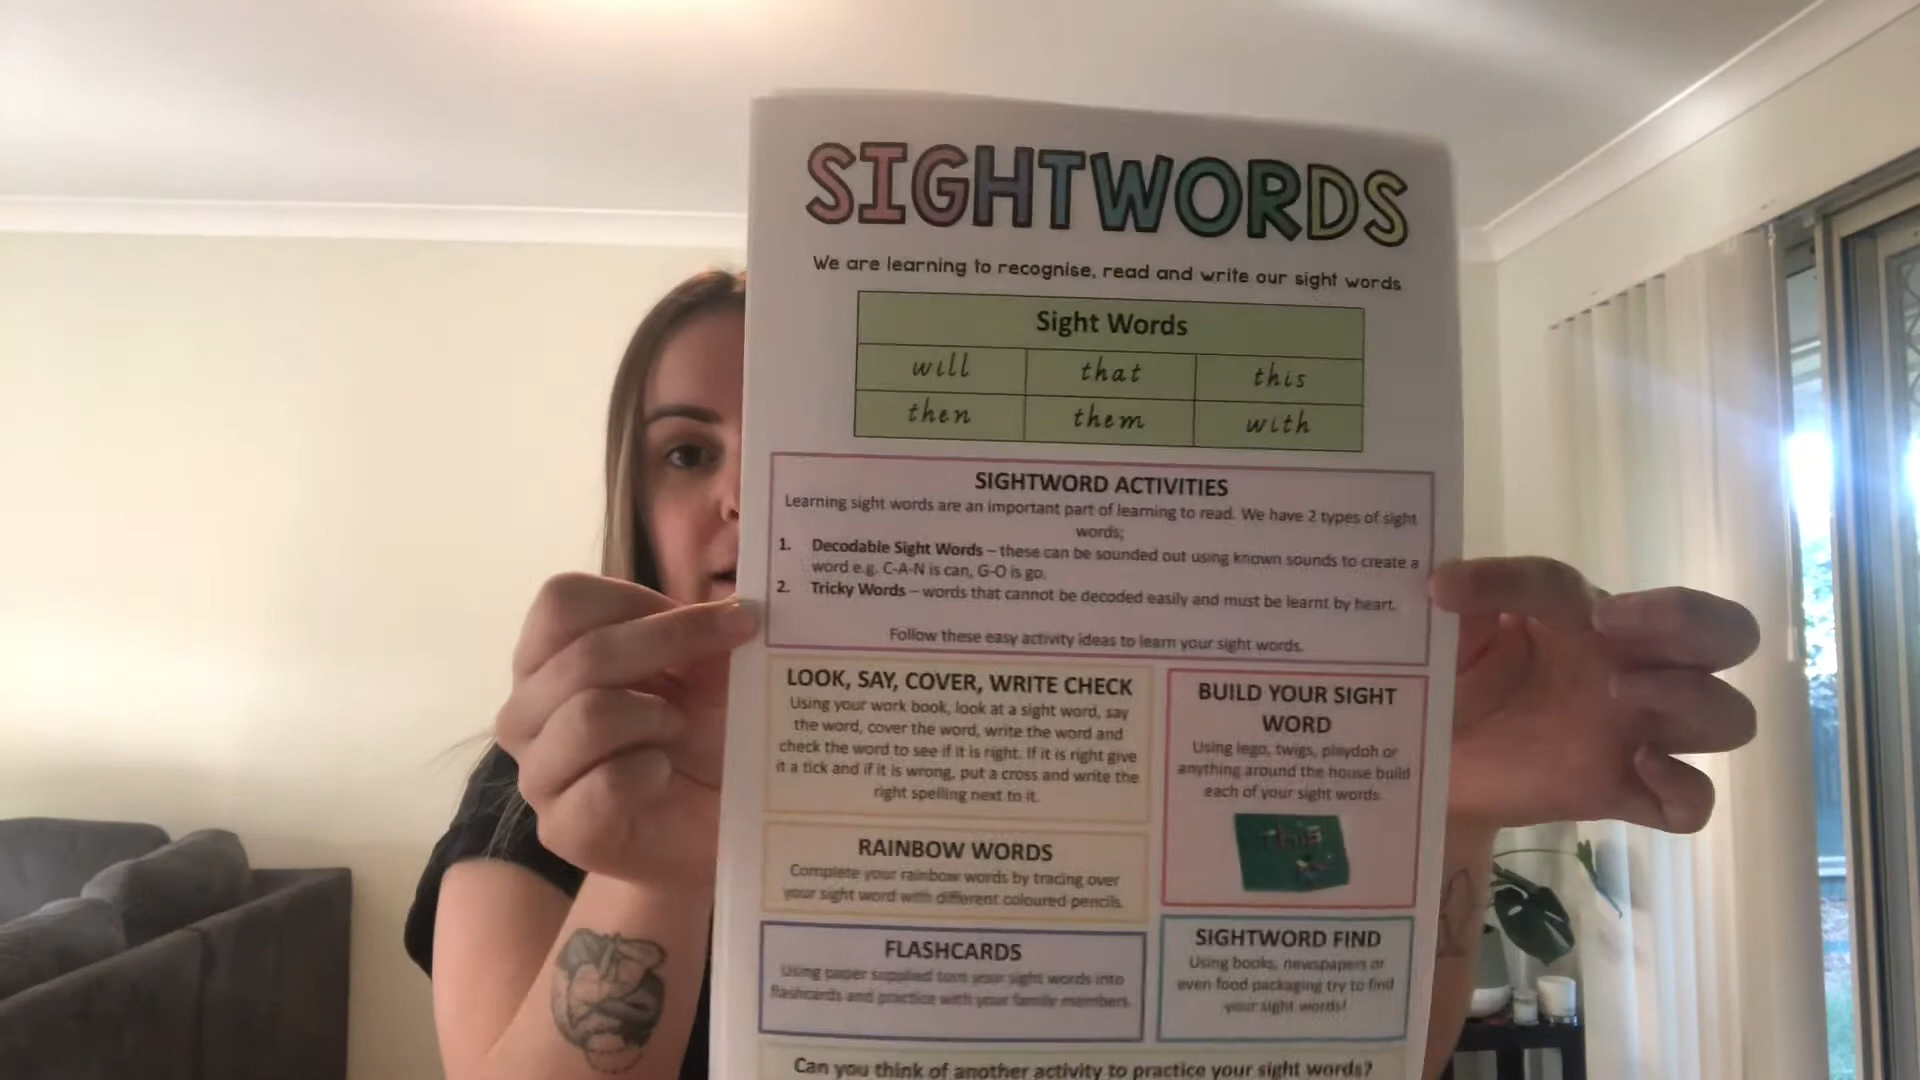 SIGHTWORDS
We are learning to recognise, read and write our sight words
Sight Words
will that this
then them with
SIGHTWORD ACTIVITIES
Learning sight words are an important part of learning to read. We have 2 types of sight
words;
1. Decodable Sight Words – these can be sounded out using known sounds to create a
word e.g. C-A-N is can, G-O is go.
2. Tricky Words – words that cannot be decoded easily and must be learnt by heart.
Follow these easy activity ideas to learn your sight words.
LOOK, SAY, COVER, WRITE CHECK
Using your work book, look at a sight word, say
the word, cover the word, write the word and
check the word to see if it is right. If it is right give
it a tick and if it is wrong, put a cross and write the
right spelling next to it.
BUILD YOUR SIGHT
WORD
Using lego, twigs, playdoh or
anything around the house build
each of your sight words.
this
RAINBOW WORDS
Complete your rainbow words by tracing over
your sight word with different coloured pencils.
FLASHCARDS
Using paper supplied turn your sight words into
flashcards and practice with your family members.
SIGHTWORD FIND
Using books, newspapers or
even food packaging try to find
your sight words!
Can you think of another activity to practice your sight words?